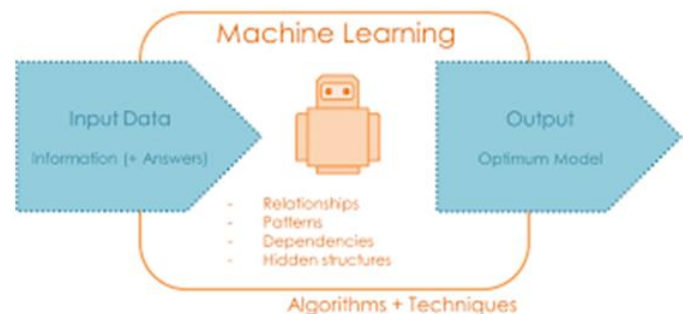 Machine Learning
Input Data
Information (+ Answers)
Output
Optimum Model
- Relationships
- Patterns
- Dependencies
- Hidden structures
Algorithms + Techniques